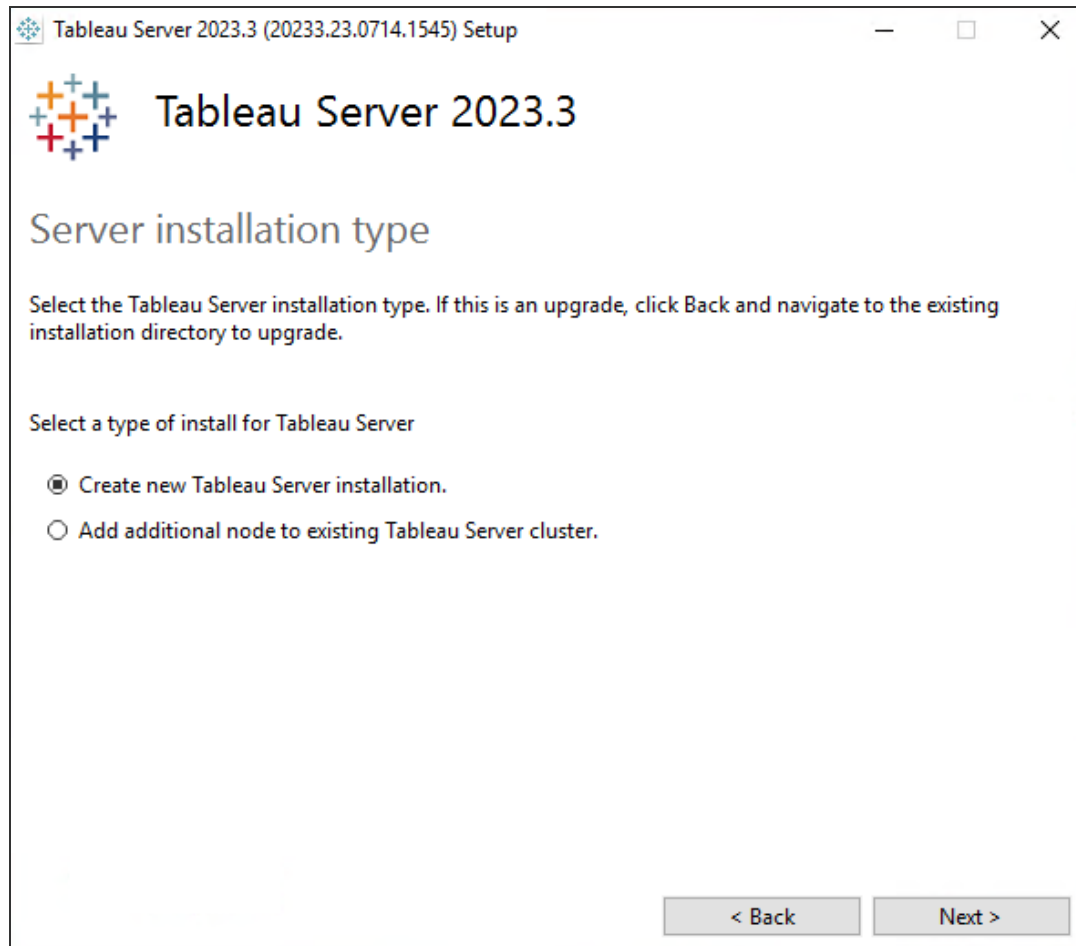 Tableau Server 2023.3 (20233.23.0714.1545) Setup
Tableau Server 2023.3
Server installation type
Select the Tableau Server installation type. If this is an upgrade, click Back and navigate to the existing
installation directory to upgrade.
Select a type of install for Tableau Server
Create new Tableau Server installation.
Add additional node to existing Tableau Server cluster.
< Back Next >